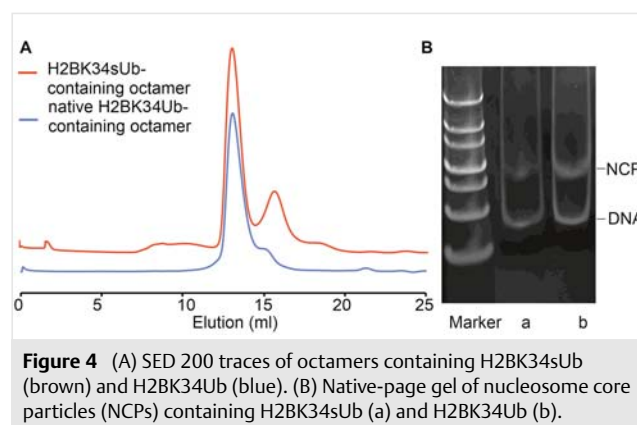 A
H2BK34sUb-
containing octamer
native H2BK34Ub-
containing octamer
0 5 10 15 20 25
Elution (ml)
B
NCP
DNA
Marker a b
Figure 4 (A) SED 200 traces of octamers containing H2BK34sUb
(brown) and H2BK34Ub (blue). (B) Native-page gel of nucleosome core
particles (NCPs) containing H2BK34sUb (a) and H2BK34Ub (b).